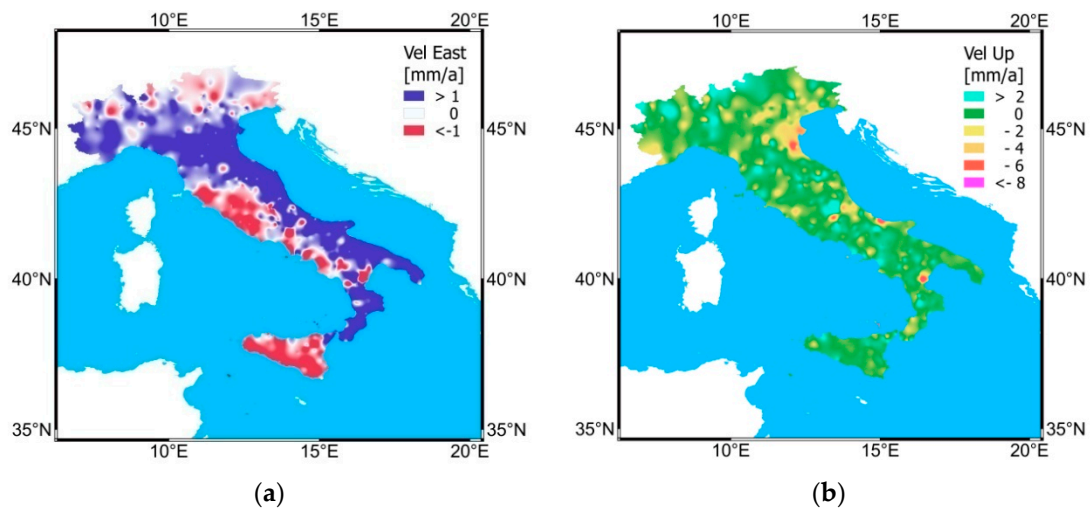 10°E 15°E 20°E
Vel East
[mm/a]
> 1
0
<-1
45°N 45°N
40°N 40°N
35°N 35°N
10°E 15°E 20°E
(a)
10°E 15°E 20°E
Vel Up
[mm/a]
> 2
0
- 2
- 4
- 6
<- 8
45°N 45°N
40°N 40°N
35°N 35°N
10°E 15°E 20°E
(b)